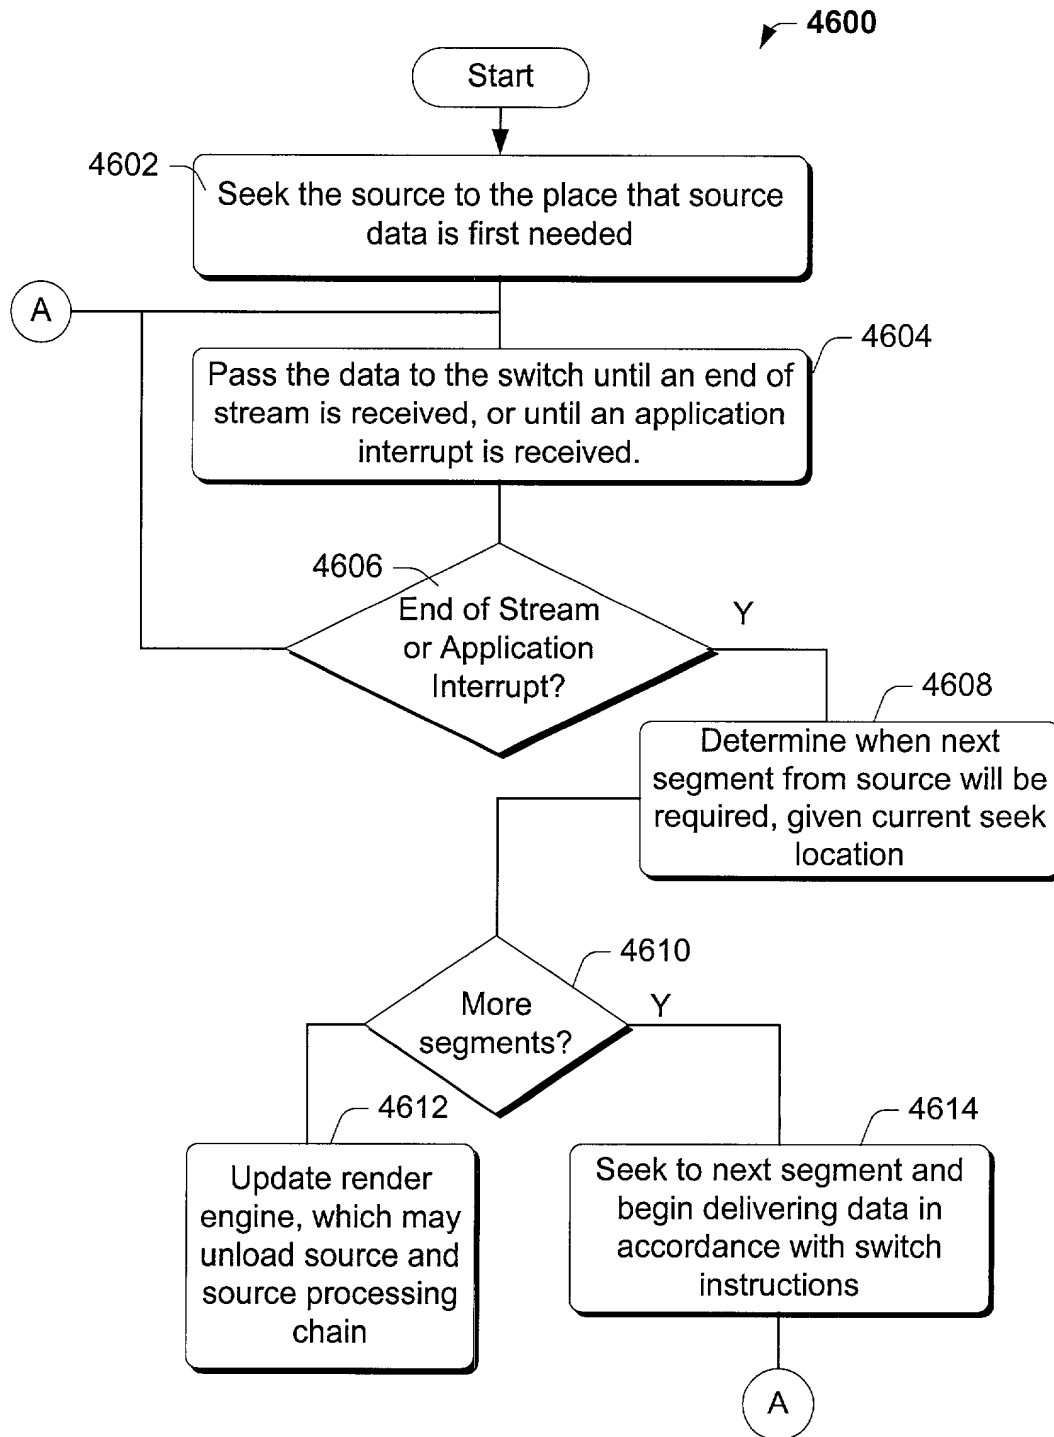 4600
Start
4602
Seek the source to the place that source
data is first needed
A
4604
Pass the data to the switch until an end of
stream is received, or until an application
interrupt is received.
4606
End of Stream
or Application
Interrupt?
Y
4608
Determine when next
segment from source will be
required, given current seek
location
4610
More
segments?
Y
4612
Update render
engine, which may
unload source and
source processing
chain
4614
Seek to next segment and
begin delivering data in
accordance with switch
instructions
A